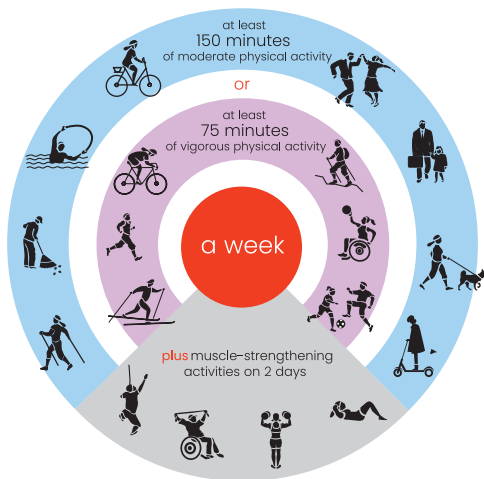 at least
150 minutes
of moderate physical activity
or
at least
75 minutes
of vigorous physical activity
a week
plus muscle-strengthening
activities on 2 days